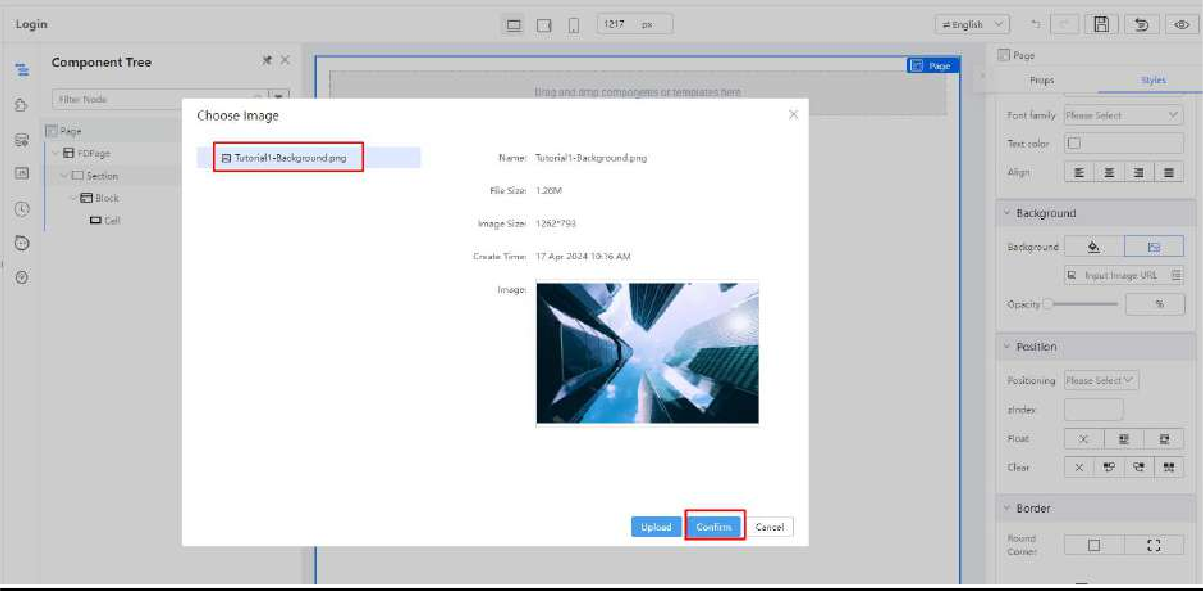 Login
1217 px
English
Component Tree
Filter Node
Page
FDPage
Section
Block
Cell
Page
Drag and drop components or templates here
Choose Image
Tutorial1-Background.png
Name: Tutorial1-Background.png
File Size: 1.26M
Image Size: 1262*793
Create Time: 17 Apr 2024 10:16 AM
Image:
Upload
Confirm
Cancel
Page
Props
Styles
Font family
Please Select
Text color
Align
Background
Background
Input Image URL
Opacity
%
Position
Positioning
Please Select
zIndex
Float
Clear
Border
Round
Corner